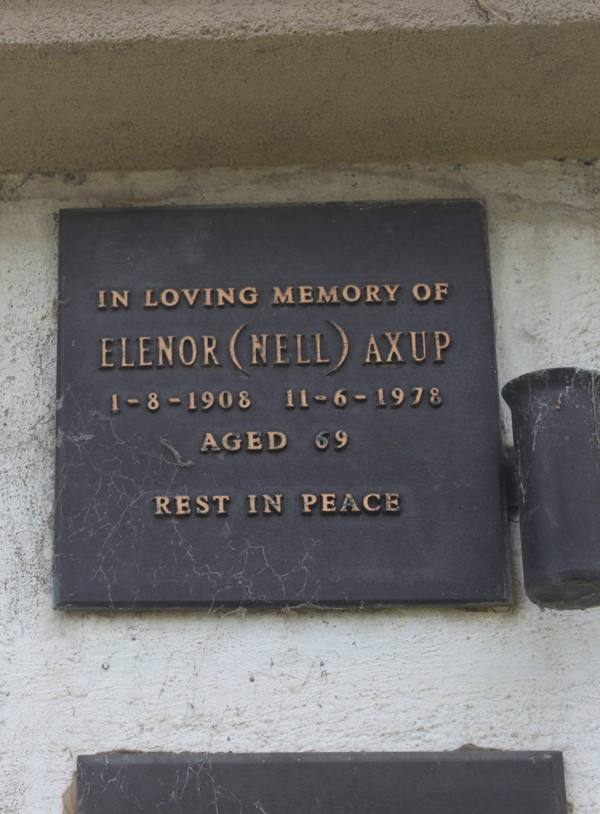 IN LOVING MEMORY OF
ELENOR (NELL) AXUP
1-8-1908 11-6-1978
AGED 69
REST IN PEACE